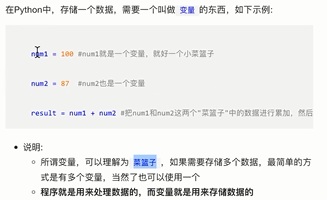 在Python中，存储一个数据，需要一个叫做 变量 的东西，如下示例：
num1 = 100 #num1就是一个变量，就好一个小菜篮子
num2 = 87 #num2也是一个变量
result = num1 + num2 #把num1和num2这两个“菜篮子”中的数据进行累加，然后
• 说明:
○ 所谓变量，可以理解为 菜篮子 ，如果需要存储多个数据，最简单的方
式是有多个变量，当然了也可以使用一个
○ 程序就是用来处理数据的，而变量就是用来存储数据的